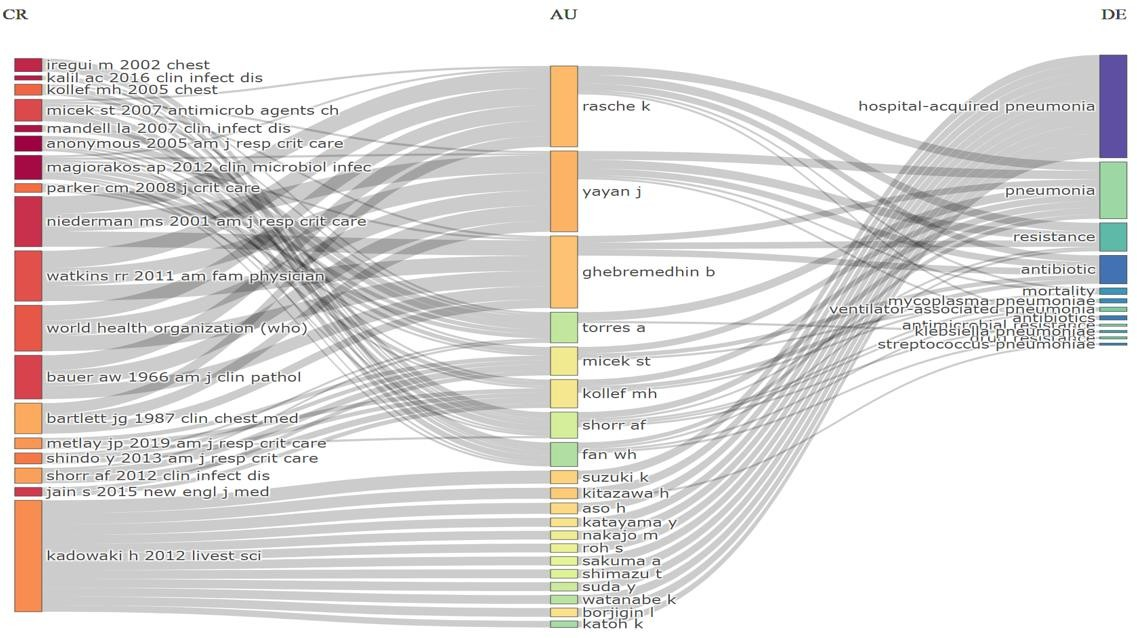 CR
AU
DE
iregui m 2002 chest
kalil ac 2016 clin infect dis
kollef mh 2005 chest
micek st 2007 antimicrob agents ch
mandell la 2007 clin infect dis
anonymous 2005 am j resp crit care
magiorakos ap 2012 clin microbiol infec
parker cm 2008 j crit care
niederman ms 2001 am j resp crit care
watkins rr 2011 am fam physician
world health organization (who)
bauer aw 1966 am j clin pathol
bartlett jg 1987 clin chest med
metlay jp 2019 am j resp crit care
shindo y 2013 am j resp crit care
shorr af 2012 clin infect dis
jain s 2015 new engl j med
kadowaki h 2012 livest sci
rasche k
yayan j
ghebremedhin b
torres a
micek st
kollef mh
shorr af
fan wh
suzuki k
kitazawa h
aso h
katayama y
nakajo m
roh s
sakuma a
shimazu t
suda y
watanabe k
borjigin l
katoh k
hospital-acquired pneumonia
pneumonia
resistance
antibiotic
mortality
mycoplasma pneumoniae
ventilator-associated pneumonia
antibiotics
antimicrobial resistance
klebsiella pneumoniae
drug resistance
streptococcus pneumoniae